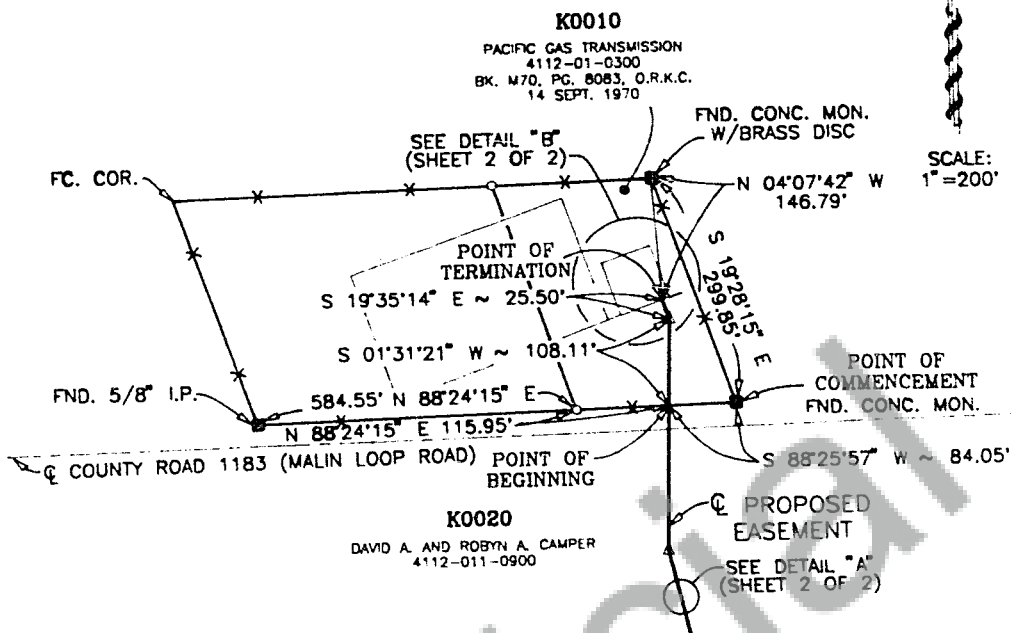 K0010
PACIFIC GAS TRANSMISSION
4112-01-0300
BK. M70, PG. 8083, O.R.K.C.
14 SEPT. 1970
FND. CONC. MON.
W/BRASS DISC
SEE DETAIL "B"
(SHEET 2 OF 2)
SCALE:
1"=200'
FC. COR.
N 04°07'42" W
146.79'
S 19°28'15" E
299.85'
POINT OF
TERMINATION
S 19°35'14" E ~ 25.50'
S 01°31'21" W ~ 108.11'
POINT OF
COMMENCEMENT
FND. CONC. MON.
FND. 5/8" I.P.
584.55' N 88°24'15" E
N 88°24'15" E 115.95'
℄ COUNTY ROAD 1183 (MALIN LOOP ROAD)
POINT OF
BEGINNING
S 88°25'57" W ~ 84.05'
K0020
DAVID A. AND ROBYN A. CAMPER
4112-011-0900
℄ PROPOSED
EASEMENT
SEE DETAIL "A"
(SHEET 2 OF 2)